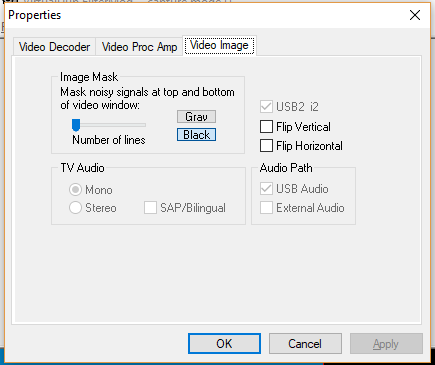 Properties
Video Decoder
Video Proc Amp
Video Image
Image Mask
Mask noisy signals at top and bottom
of video window:
Gray
Black
Number of lines
USB2 i2
Flip Vertical
Flip Horizontal
TV Audio
Mono
Stereo
SAP/Bilingual
Audio Path
USB Audio
External Audio
OK
Cancel
Apply